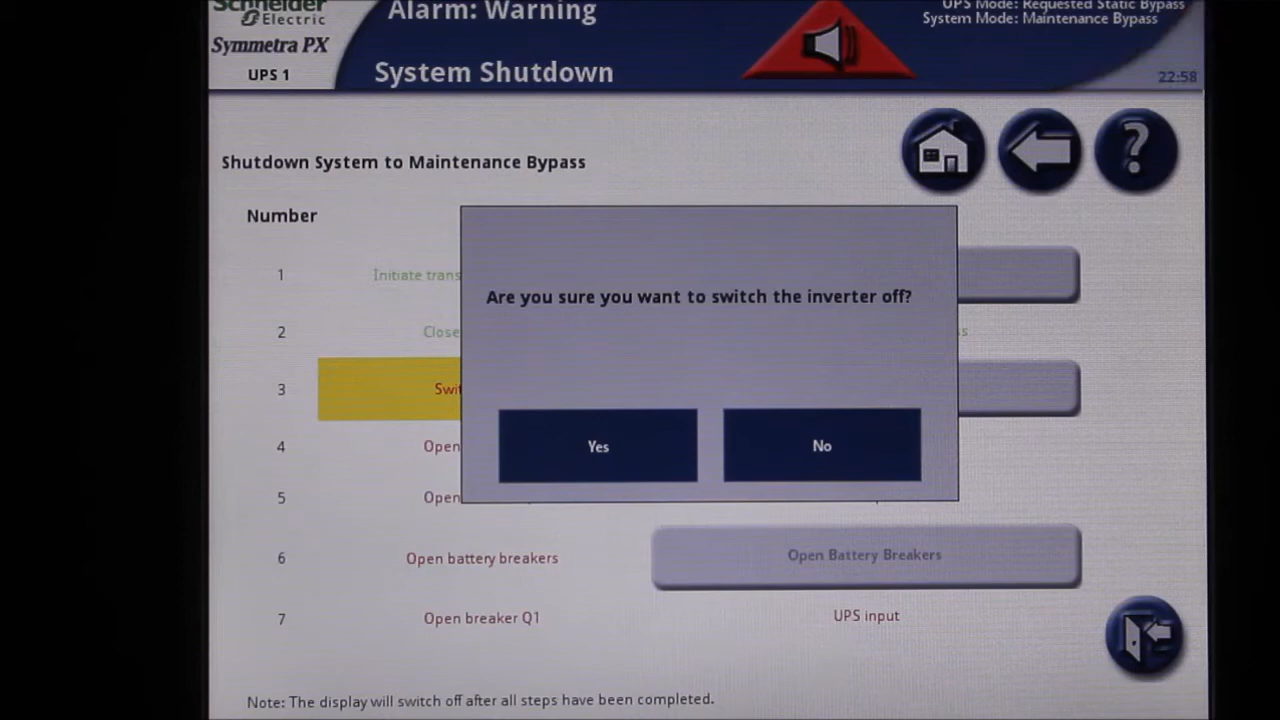 Schneider
Electric
Symmetra PX
UPS 1
Alarm: Warning
System Shutdown
UPS Mode: Requested Static Bypass
System Mode: Maintenance Bypass
22:58
Shutdown System to Maintenance Bypass
Number
1 Initiate trans
2 Close
3 Swit
4 Open
5 Open
6 Open battery breakers Open Battery Breakers
7 Open breaker Q1 UPS input
Are you sure you want to switch the inverter off?
Yes No
Note: The display will switch off after all steps have been completed.